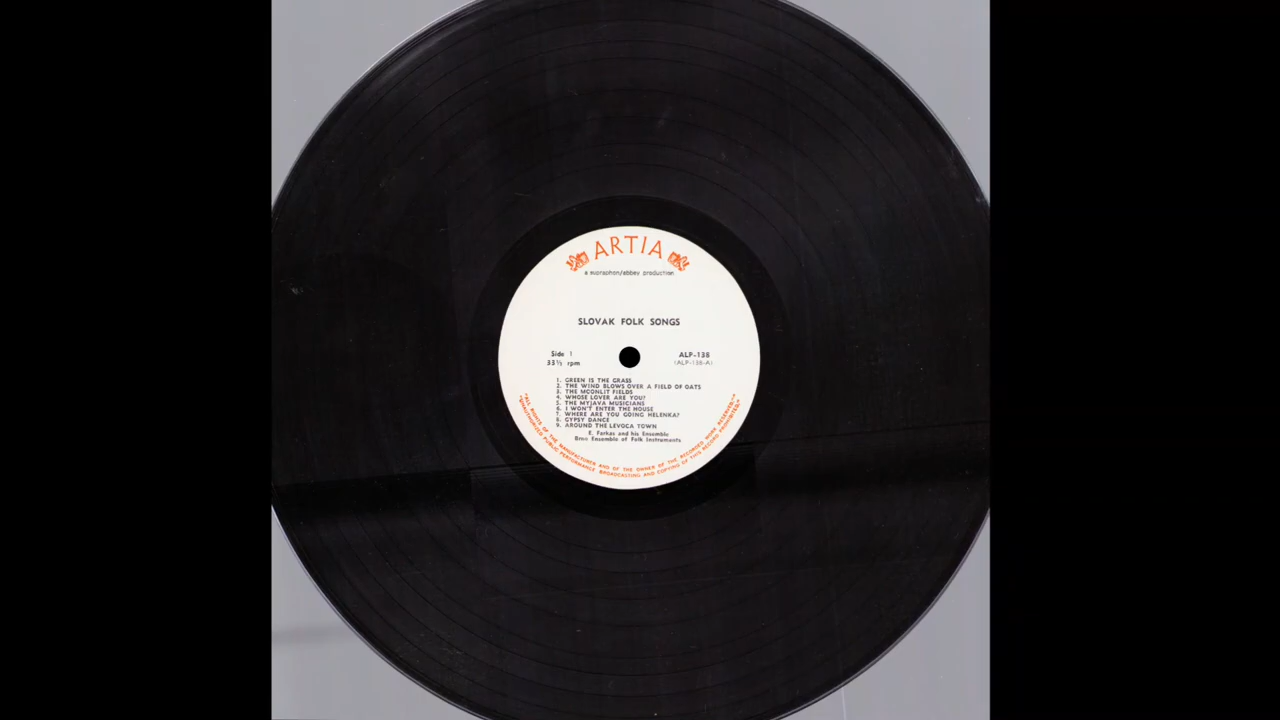 ARTIA
a supraphon/abbey production
SLOVAK FOLK SONGS
Side 1
ALP-138
33⅓ rpm
(ALP-138-A)
1. GREEN IS THE GRASS
2. THE WIND BLOWS OVER A FIELD OF OATS
3. THE MOONLIT FIELDS
4. WHOSE LOVER ARE YOU?
5. THE MYJAVA MUSICIANS
6. I WON'T ENTER THE HOUSE
7. WHERE ARE YOU GOING HELENKA?
8. GYPSY DANCE
9. AROUND THE LEVOCA TOWN
E. Farkas and his Ensemble
Brno Ensemble of Folk Instruments
"ALL RIGHTS OF THE MANUFACTURER AND OF THE OWNER OF THE RECORDED WORK RESERVED."
"UNAUTHORISED PUBLIC PERFORMANCE BROADCASTING AND COPYING OF THIS RECORD PROHIBITED."